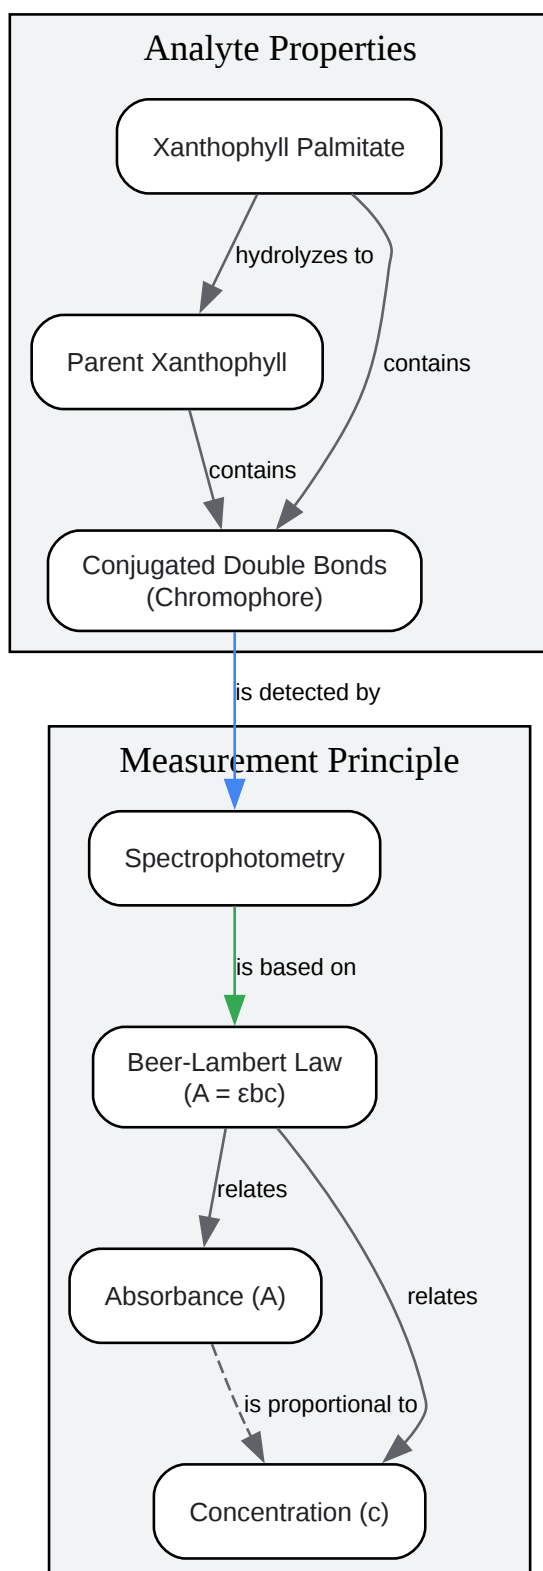 Analyte Properties
Xanthophyll Palmitate
hydrolyzes to
Parent Xanthophyll
contains
contains
Conjugated Double Bonds
(Chromophore)
is detected by
Measurement Principle
Spectrophotometry
is based on
Beer-Lambert Law
(A = εbc)
relates
Absorbance (A)
relates
is proportional to
Concentration (c)